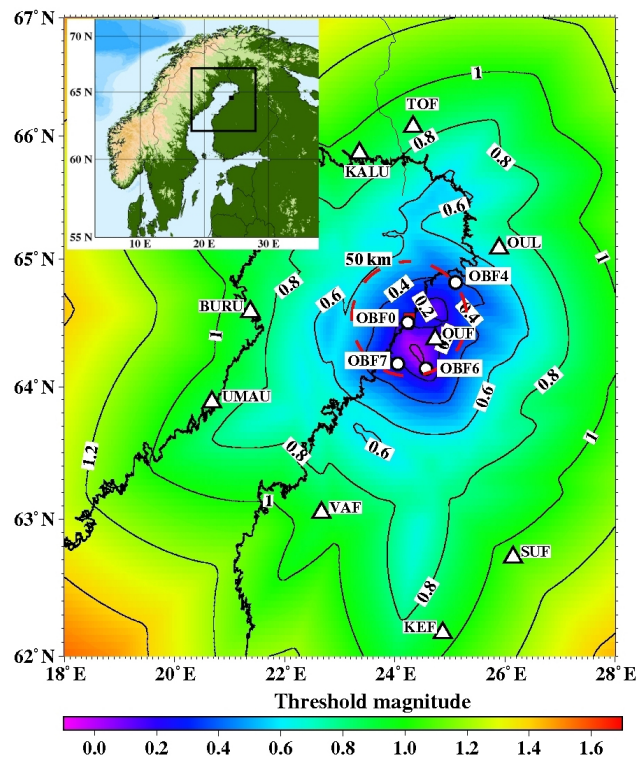 67°N
66°N
65°N
64°N
63°N
62°N
18°E
20°E
22°E
24°E
26°E
28°E
70 N
65 N
60 N
55 N
10 E
20 E
30 E
1
TOF
0.8
KALU
0.8
0.6
OUL
50 km
OBF4
0.8
0.4
1
BURU
0.6
0.2
0.4
OBF0
OUF
1
OBF7
OBF6
0.8
UMAU
0.6
0.6
1
1.2
0.8
1
VAF
SUF
0.8
KEF
Threshold magnitude
0.0 0.2 0.4 0.6 0.8 1.0 1.2 1.4 1.6